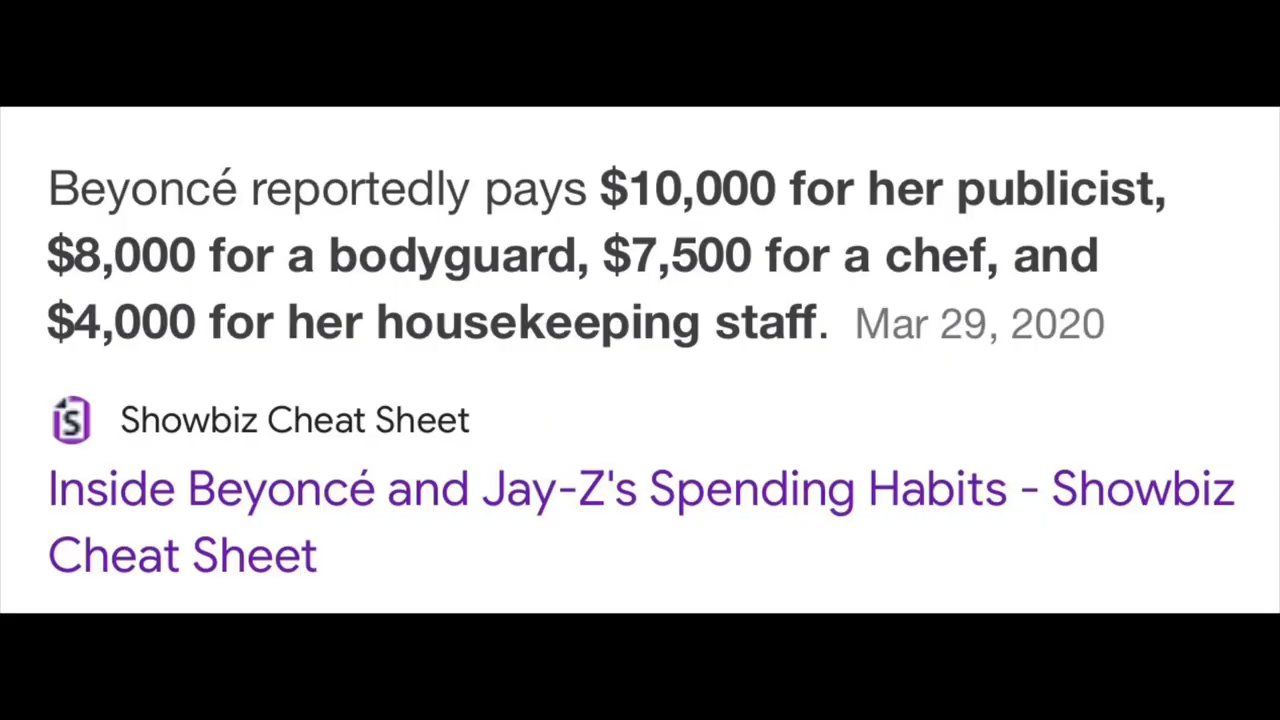 Beyoncé reportedly pays $10,000 for her publicist,
$8,000 for a bodyguard, $7,500 for a chef, and
$4,000 for her housekeeping staff. Mar 29, 2020
S Showbiz Cheat Sheet
Inside Beyoncé and Jay-Z's Spending Habits - Showbiz
Cheat Sheet